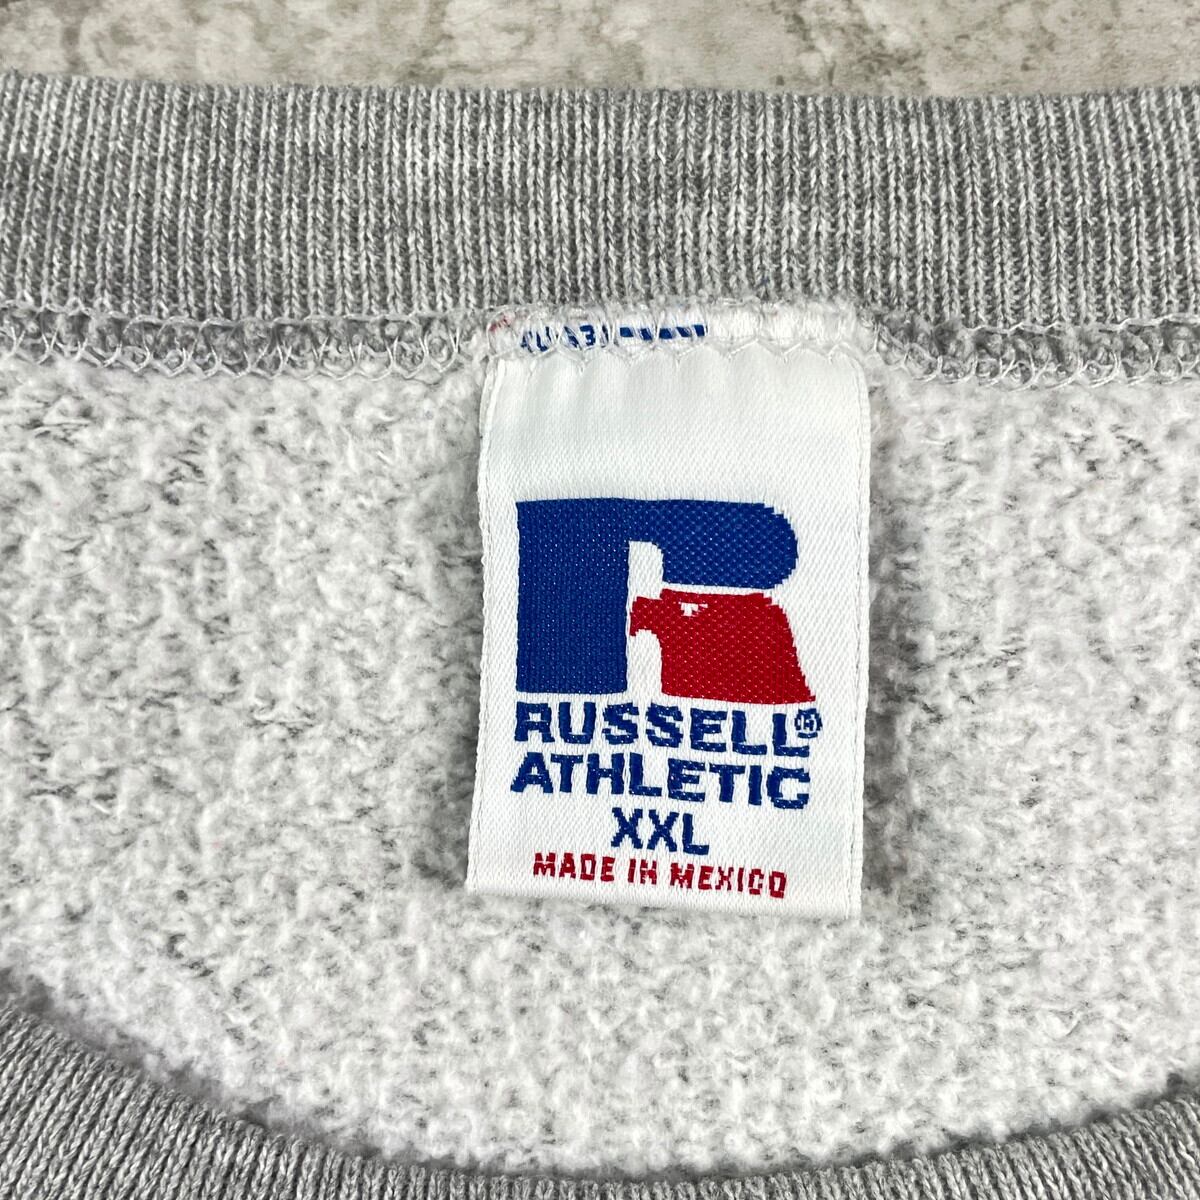 RUSSELL®
ATHLETIC
XXL
MADE IN MEXICO